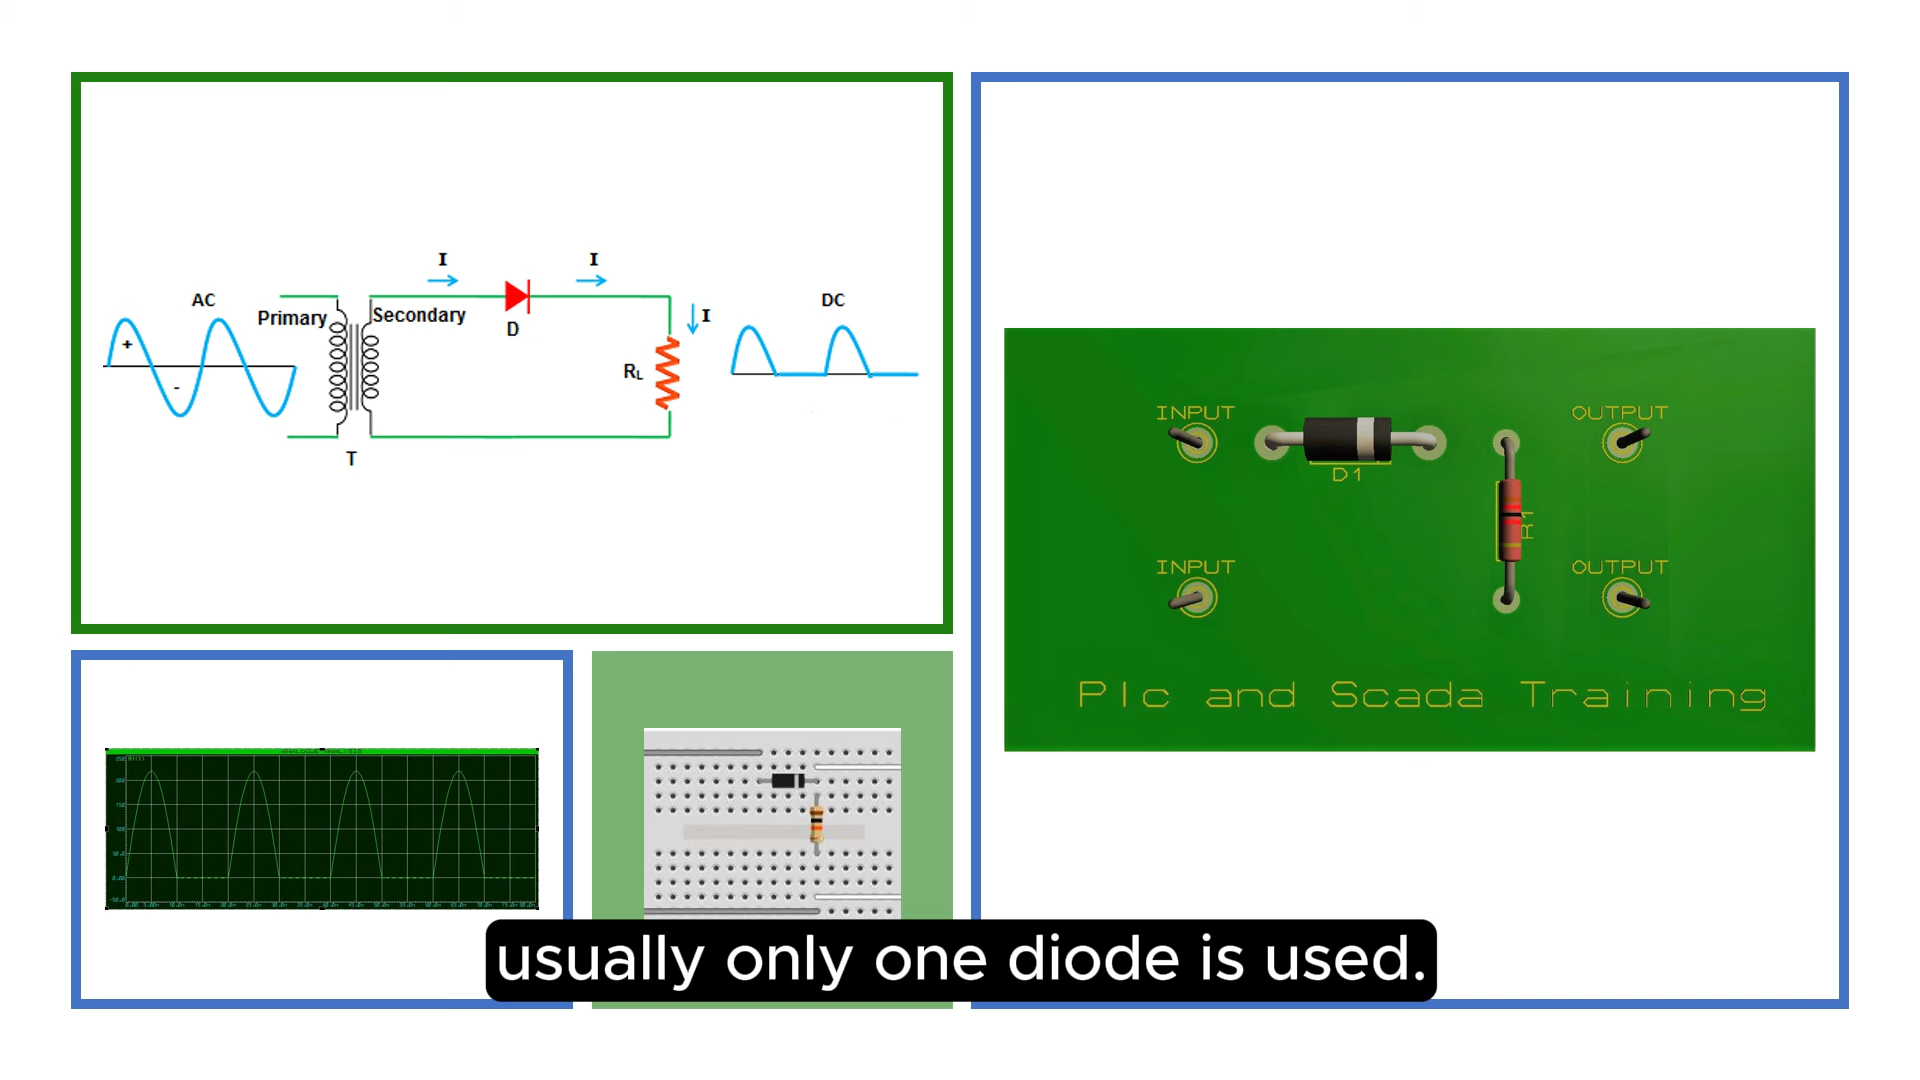 I
I
AC
Primary
Secondary
I
DC
+
-
D
RL
T
INPUT
OUTPUT
D1
R1
INPUT
OUTPUT
Plc and Scada Training
usually only one diode is used.